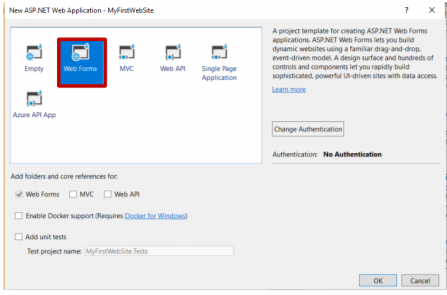 New ASP.NET Web Application - MyFirstWebSite
? ×
Empty
Web Forms
MVC
Web API
Single Page
Application
Azure API App
A project template for creating ASP.NET Web Forms
applications. ASP.NET Web Forms lets you build
dynamic websites using a familiar drag-and-drop,
event-driven model. A design surface and hundreds of
controls and components let you rapidly build
sophisticated, powerful UI-driven sites with data access.
Learn more
Change Authentication
Authentication: No Authentication
Add folders and core references for:
Web Forms MVC Web API
Enable Docker support (Requires Docker for Windows)
Add unit tests
Test project name: MyFirstWebSite.Tests
OK Cancel